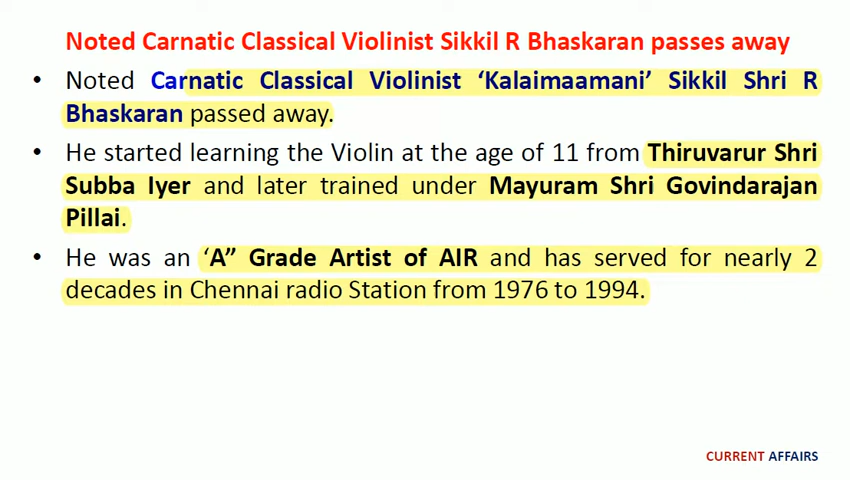 Noted Carnatic Classical Violinist Sikkil R Bhaskaran passes away
• Noted Carnatic Classical Violinist ‘Kalaimaamani’ Sikkil Shri R
Bhaskaran passed away.
• He started learning the Violin at the age of 11 from Thiruvarur Shri
Subba Iyer and later trained under Mayuram Shri Govindarajan
Pillai.
• He was an ‘A” Grade Artist of AIR and has served for nearly 2
decades in Chennai radio Station from 1976 to 1994.
CURRENT AFFAIRS